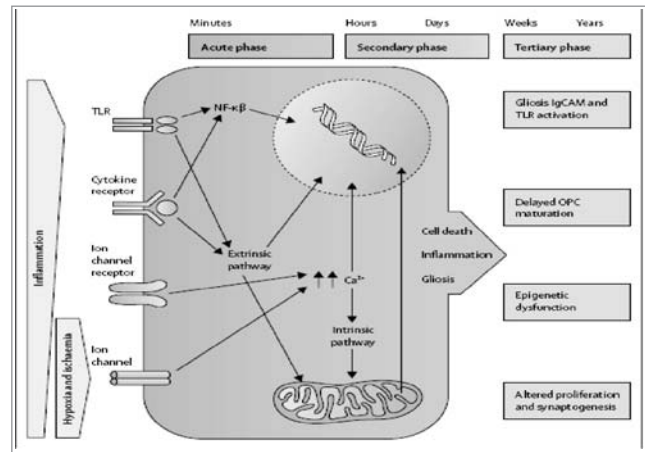 Minutes Hours Days Weeks Years
Acute phase Secondary phase Tertiary phase
TLR
NF-κβ
Gliosis IgCAM and
TLR activation
Cytokine
receptor
Delayed OPC
maturation
Cell death
Inflammation
Gliosis
Ion
channel
receptor
Extrinsic
pathway
Ca²⁺
Epigenetic
dysfunction
Intrinsic
pathway
Ion
channel
Altered proliferation
and synaptogenesis
Inflammation
Hypoxia and ischaemia